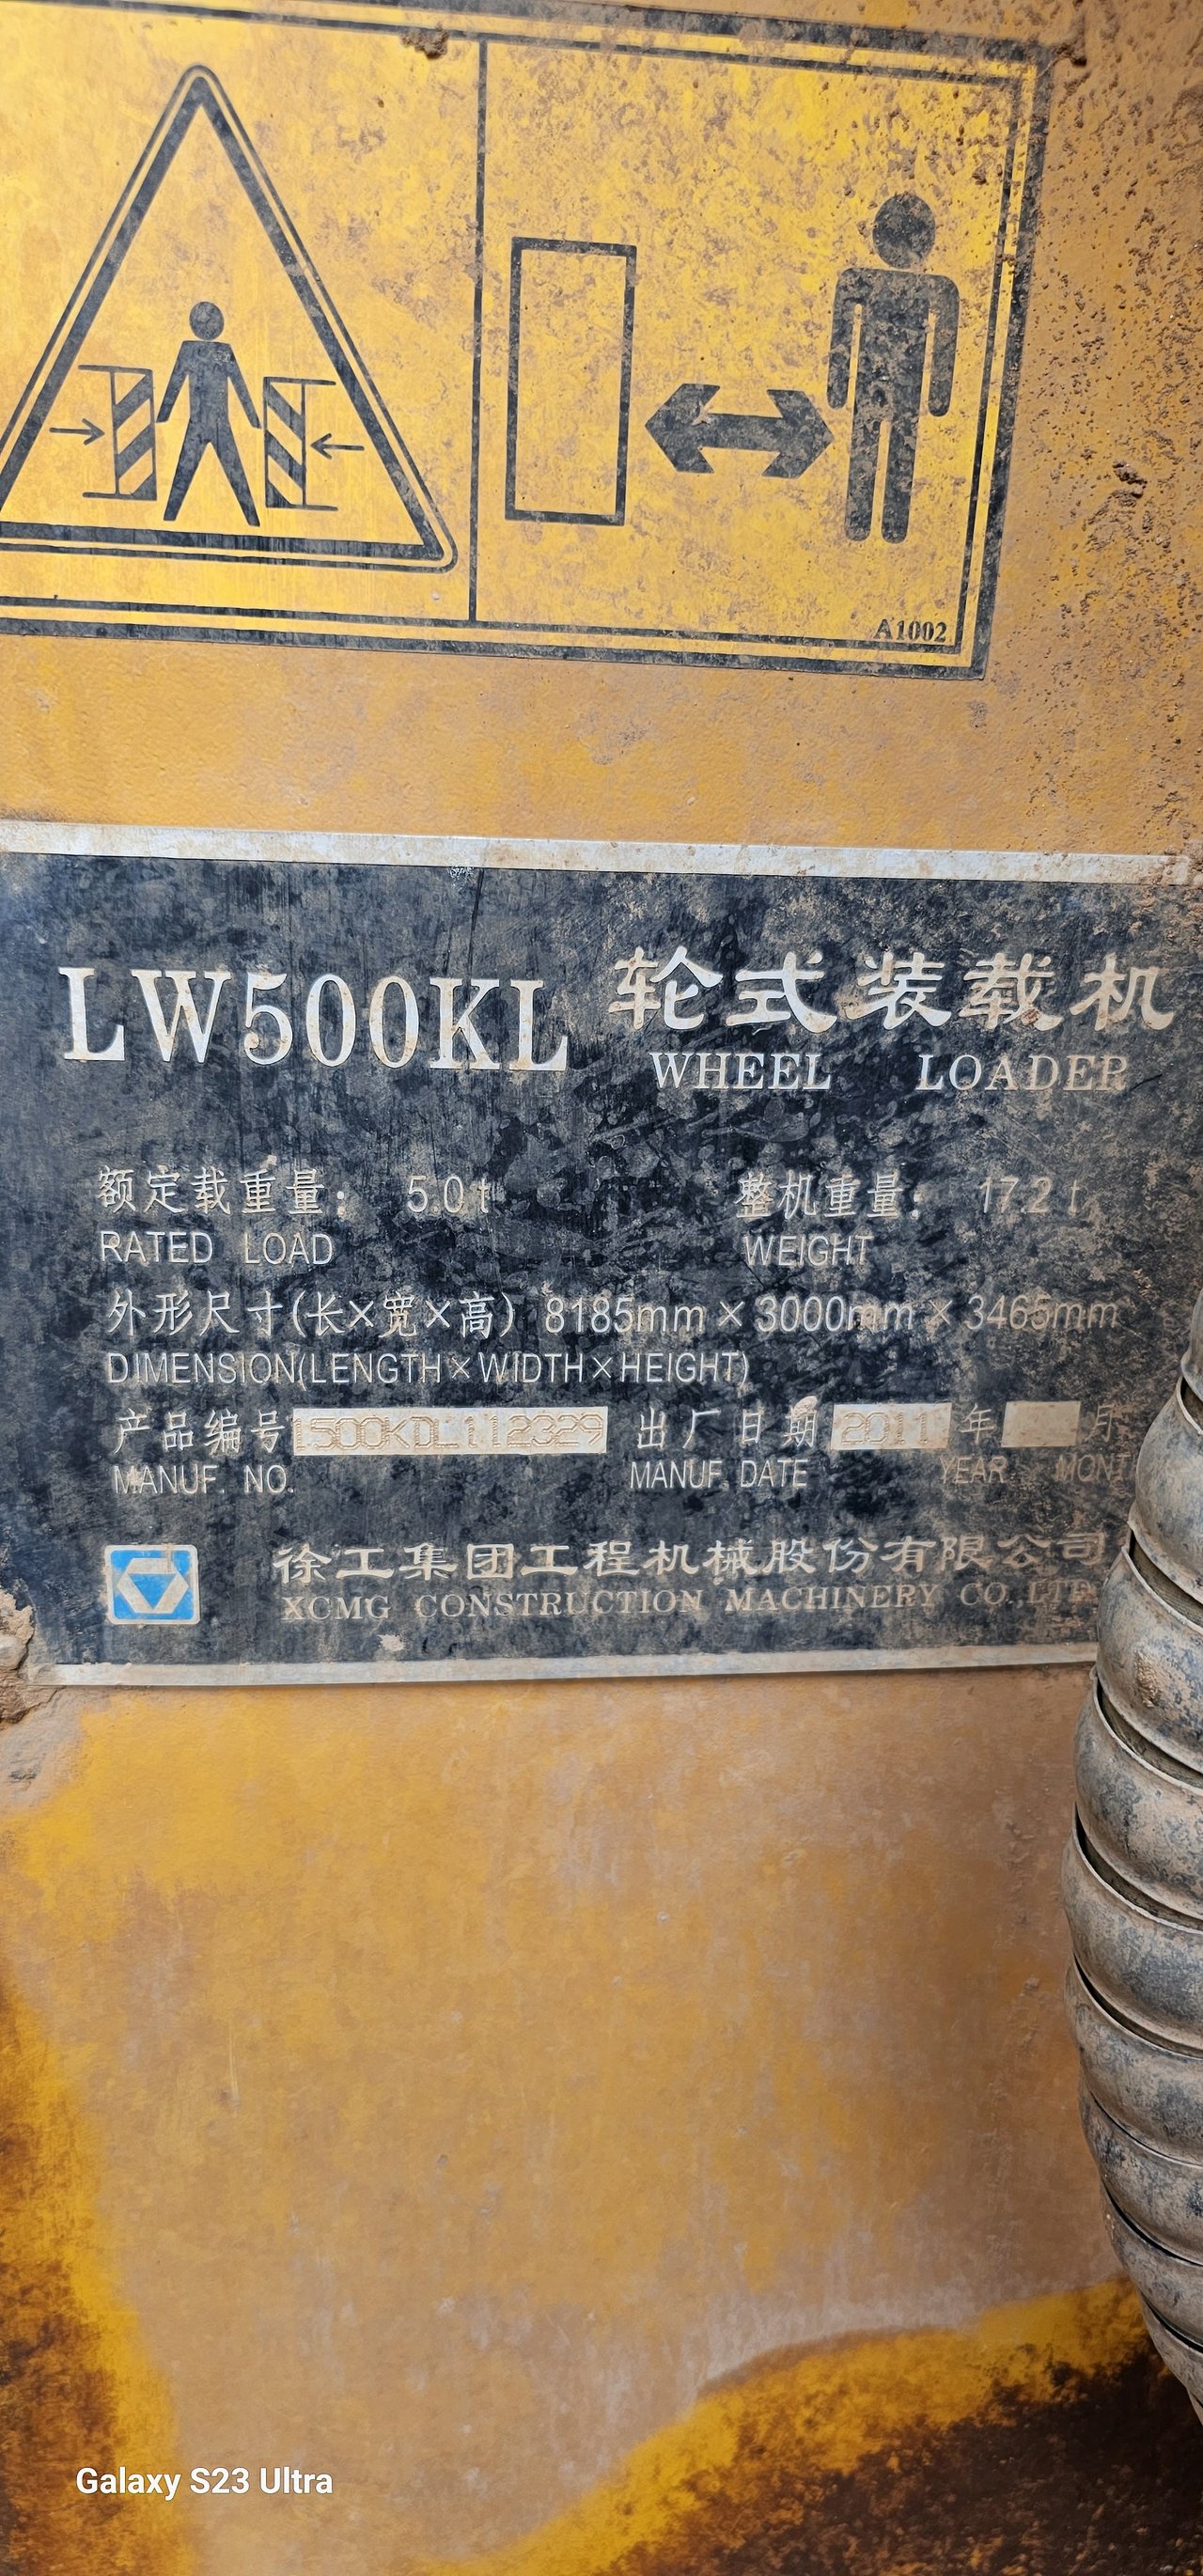 A1002
LW500KL 轮式装载机
WHEEL LOADER
额定载重量： 5.0 t 整机重量： 17.2 t
RATED LOAD WEIGHT
外形尺寸(长×宽×高) 8185mm × 3000mm × 3465mm
DIMENSION(LENGTH×WIDTH×HEIGHT)
产品编号 1500KDL112329 出厂日期 2011 年 月
MANUF. NO. MANUF. DATE YEAR MONT
徐工集团工程机械股份有限公司
XCMG CONSTRUCTION MACHINERY CO.,LTD
Galaxy S23 Ultra